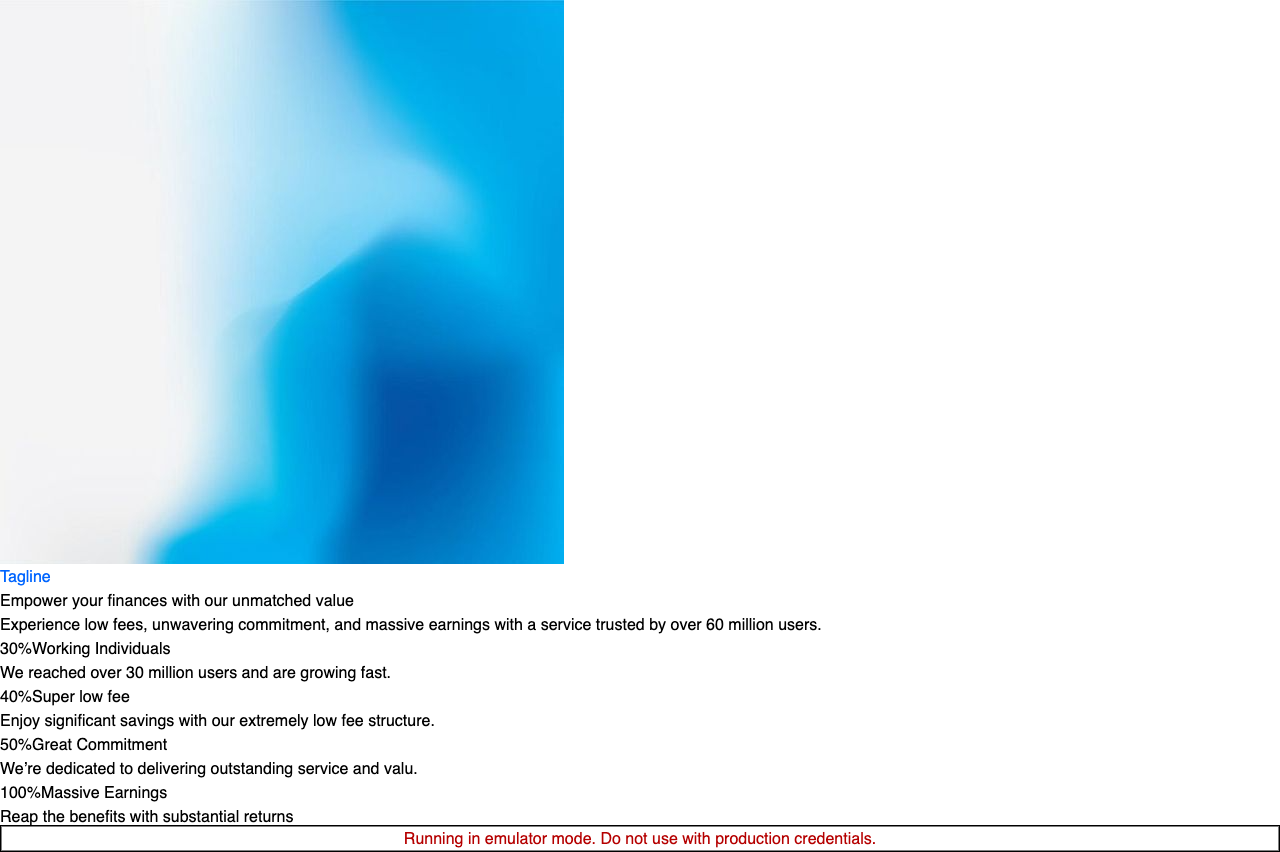 Tagline
Empower your finances with our unmatched value
Experience low fees, unwavering commitment, and massive earnings with a service trusted by over 60 million users.
30%Working Individuals
We reached over 30 million users and are growing fast.
40%Super low fee
Enjoy significant savings with our extremely low fee structure.
50%Great Commitment
We’re dedicated to delivering outstanding service and valu.
100%Massive Earnings
Reap the benefits with substantial returns
Running in emulator mode. Do not use with production credentials.